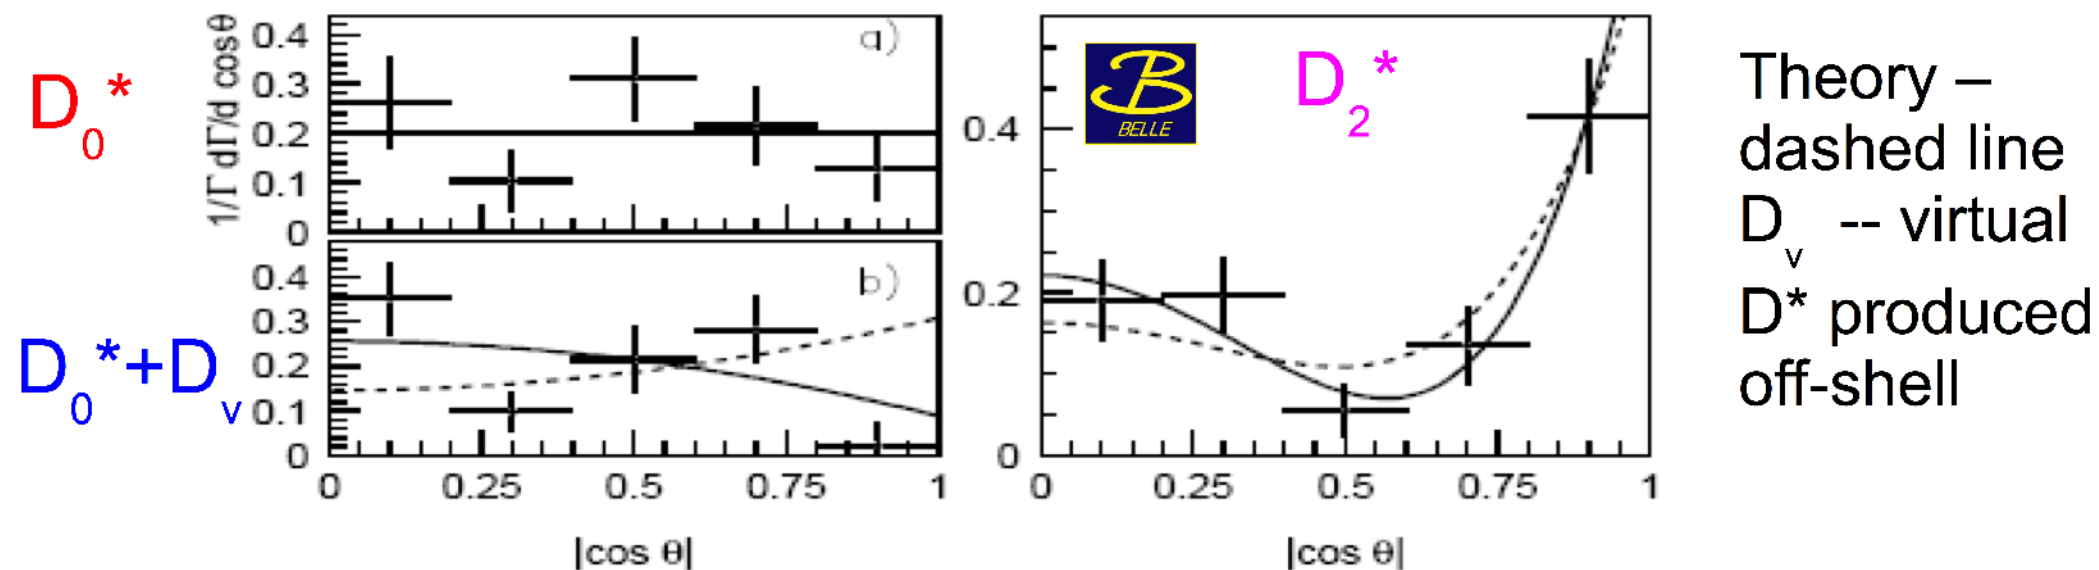 D0*
D0*+Dv
1/Γ dΓ/d cosθ
a)
0.4
0.3
0.2
0.1
0
b)
0.4
0.3
0.2
0.1
0
0 0.25 0.5 0.75 1
|cos θ|
B
BELLE
D2*
0.4
0.2
0
0 0.25 0.5 0.75 1
|cos θ|
Theory –
dashed line
Dv -- virtual
D* produced
off-shell